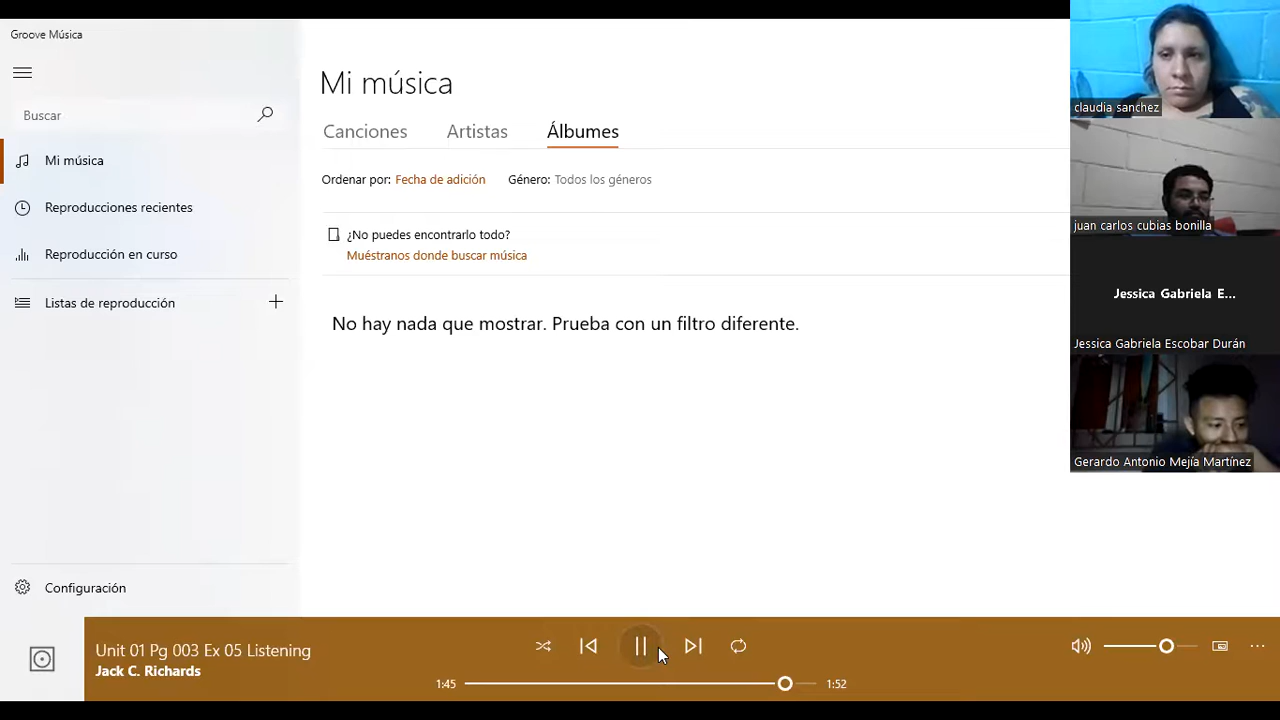 Groove Música
Buscar
Mi música
Reproducciones recientes
Reproducción en curso
Listas de reproducción
Configuración
Mi música
Canciones Artistas Álbumes
Ordenar por: Fecha de adición Género: Todos los géneros
¿No puedes encontrarlo todo?
Muéstranos donde buscar música
No hay nada que mostrar. Prueba con un filtro diferente.
Unit 01 Pg 003 Ex 05 Listening
Jack C. Richards
1:45 1:52
claudia sanchez
juan carlos cubias bonilla
Jessica Gabriela E...
Jessica Gabriela Escobar Durán
Gerardo Antonio Mejía Martínez